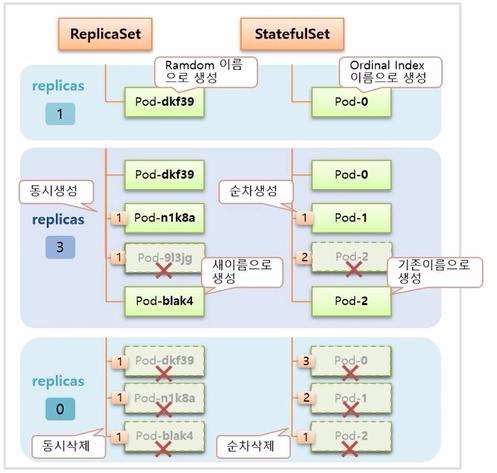 ReplicaSet
StatefulSet
Ramdom 이름
으로 생성
Ordinal Index
이름으로 생성
replicas
1
Pod-dkf39
Pod-0
Pod-dkf39
Pod-0
동시생성
순차생성
1
Pod-n1k8a
1
Pod-1
replicas
3
1
Pod-9l3jg
2
Pod-2
새이름으로
생성
기존이름으로
생성
Pod-blak4
Pod-2
1
Pod-dkf39
3
Pod-0
replicas
0
1
Pod-n1k8a
2
Pod-1
1
Pod-blak4
1
Pod-2
동시삭제
순차삭제